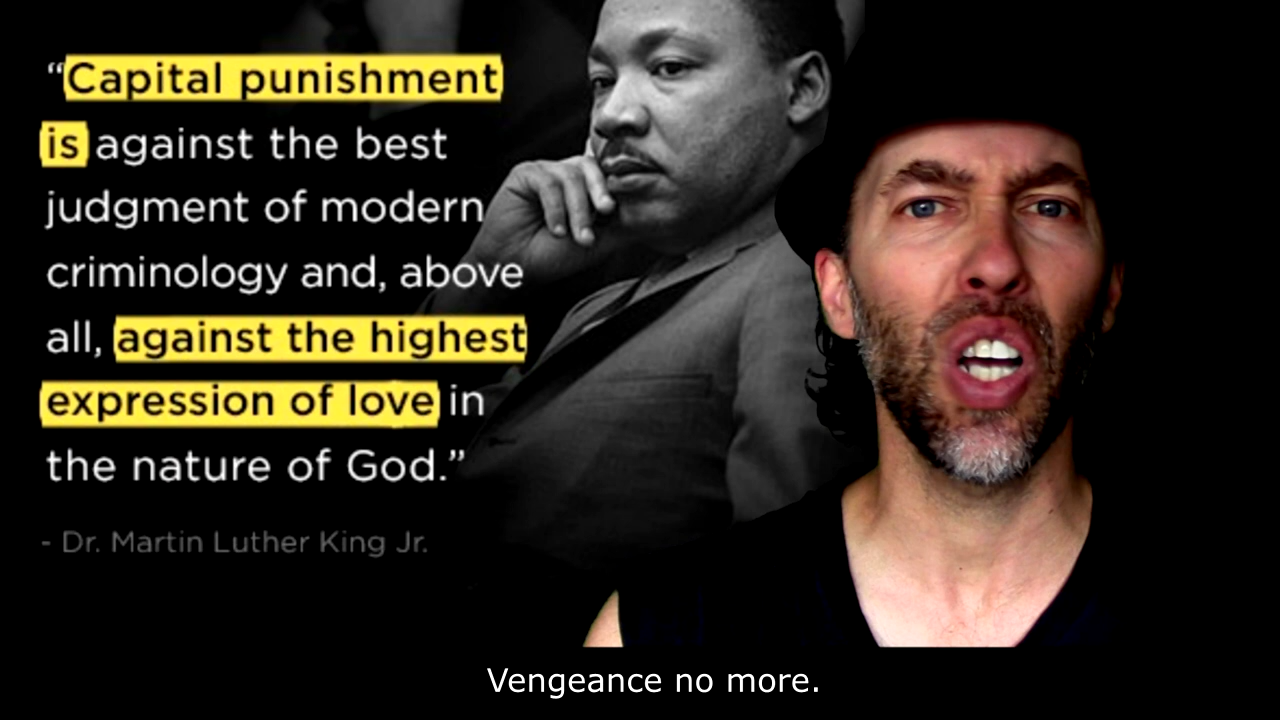 “Capital punishment
is against the best
judgment of modern
criminology and, above
all, against the highest
expression of love in
the nature of God.”
- Dr. Martin Luther King Jr.
Vengeance no more.